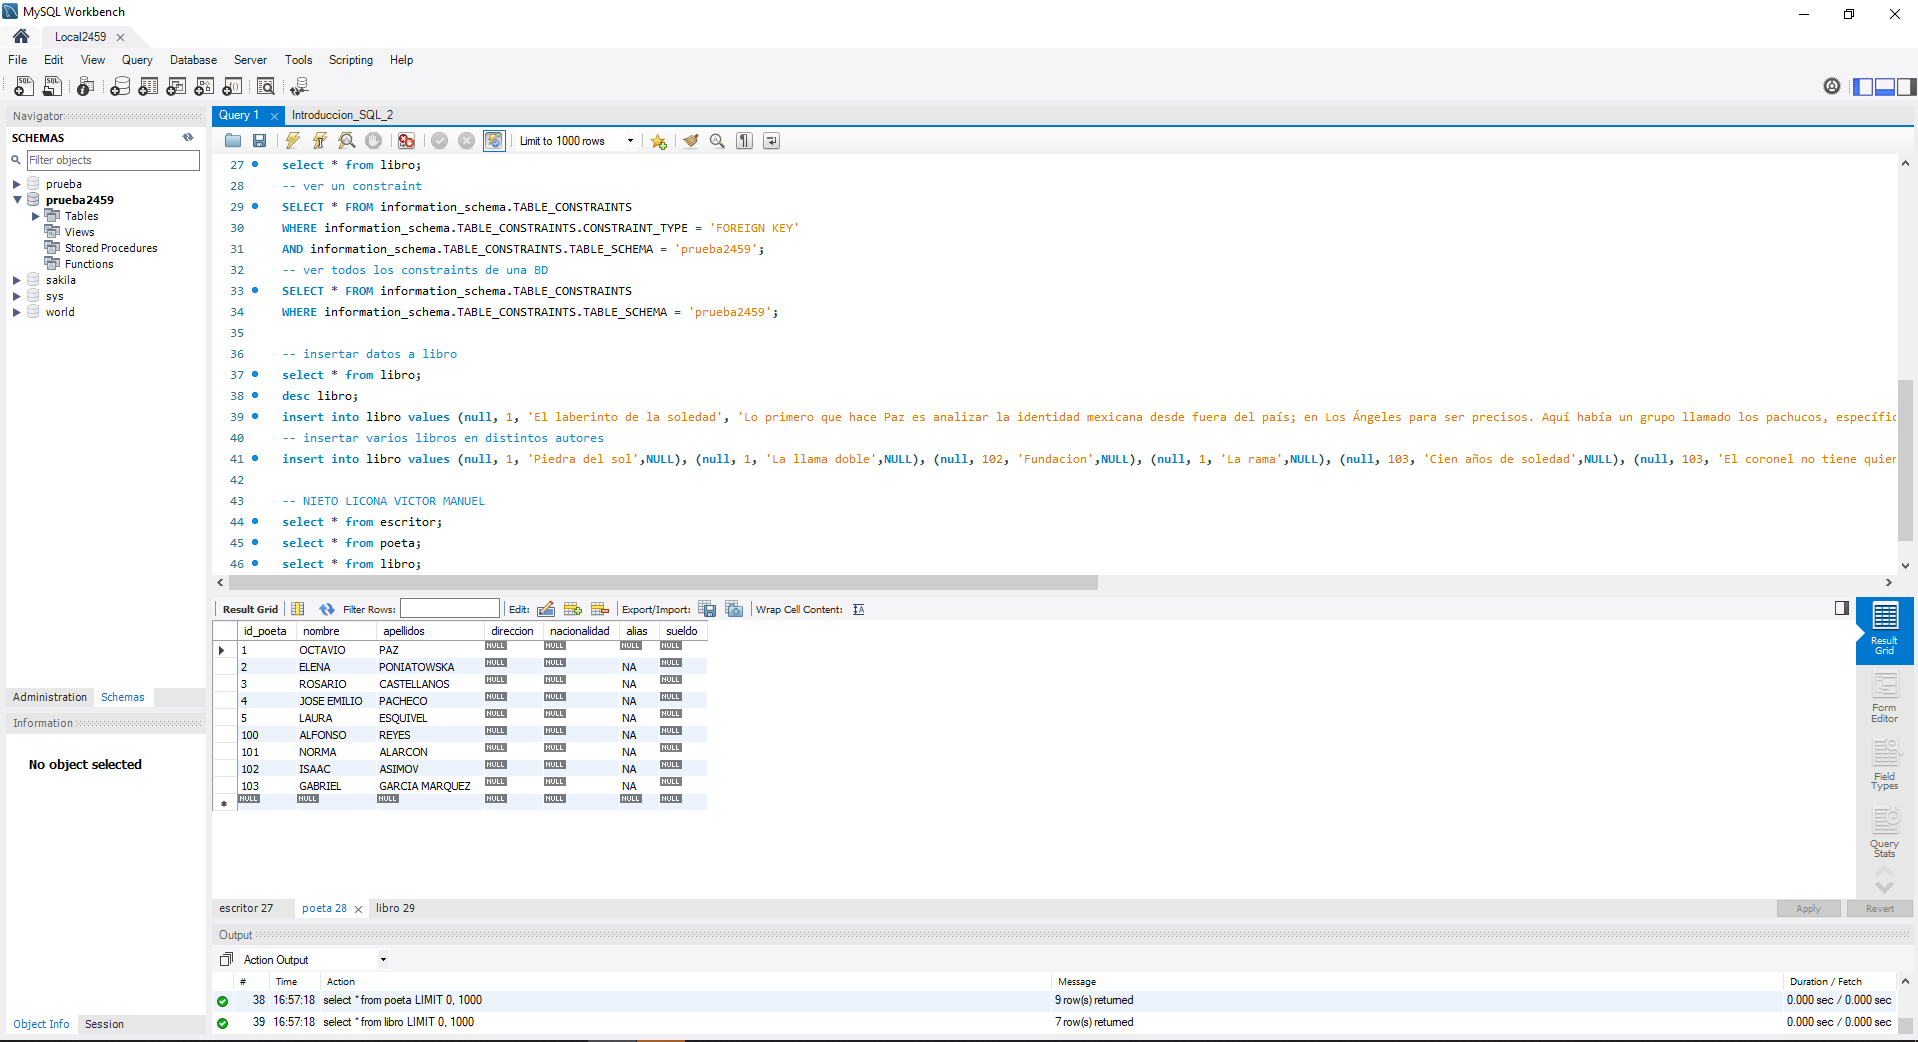 MySQL Workbench
Local2459
File Edit View Query Database Server Tools Scripting Help
Navigator
SCHEMAS
Filter objects
prueba
prueba2459
Tables
Views
Stored Procedures
Functions
sakila
sys
world
Administration Schemas
Information
No object selected
Object Info Session
Query 1 Introduccion_SQL_2
Limit to 1000 rows
27 select * from libro;
28 -- ver un constraint
29 SELECT * FROM information_schema.TABLE_CONSTRAINTS
30 WHERE information_schema.TABLE_CONSTRAINTS.CONSTRAINT_TYPE = 'FOREIGN KEY'
31 AND information_schema.TABLE_CONSTRAINTS.TABLE_SCHEMA = 'prueba2459';
32 -- ver todos los constraints de una BD
33 SELECT * FROM information_schema.TABLE_CONSTRAINTS
34 WHERE information_schema.TABLE_CONSTRAINTS.TABLE_SCHEMA = 'prueba2459';
35
36 -- insertar datos a libro
37 select * from libro;
38 desc libro;
39 insert into libro values (null, 1, 'El laberinto de la soledad', 'Lo primero que hace Paz es analizar la identidad mexicana desde fuera del país; en Los Ángeles para ser precisos. Aquí había un grupo llamado los pachucos, específic
40 -- insertar varios libros en distintos autores
41 insert into libro values (null, 1, 'Piedra del sol',NULL), (null, 1, 'La llama doble',NULL), (null, 102, 'Fundacion',NULL), (null, 1, 'La rama',NULL), (null, 103, 'Cien años de soledad',NULL), (null, 103, 'El coronel no tiene quier
42
43 -- NIETO LICONA VICTOR MANUEL
44 select * from escritor;
45 select * from poeta;
46 select * from libro;
Result Grid Filter Rows: Edit: Export/Import: Wrap Cell Content:
id_poeta nombre apellidos direccion nacionalidad alias sueldo
1 OCTAVIO PAZ NULL NULL NULL NULL
2 ELENA PONIATOWSKA NULL NULL NA NULL
3 ROSARIO CASTELLANOS NULL NULL NA NULL
4 JOSE EMILIO PACHECO NULL NULL NA NULL
5 LAURA ESQUIVEL NULL NULL NA NULL
100 ALFONSO REYES NULL NULL NA NULL
101 NORMA ALARCON NULL NULL NA NULL
102 ISAAC ASIMOV NULL NULL NA NULL
103 GABRIEL GARCIA MARQUEZ NULL NULL NA NULL
NULL NULL NULL NULL NULL NULL NULL
Result
Grid
Form
Editor
Field
Types
Query
Stats
escritor 27 poeta 28 libro 29
Apply Revert
Output
Action Output
# Time Action Message Duration / Fetch
38 16:57:18 select * from poeta LIMIT 0, 1000 9 row(s) returned 0.000 sec / 0.000 sec
39 16:57:18 select * from libro LIMIT 0, 1000 7 row(s) returned 0.000 sec / 0.000 sec